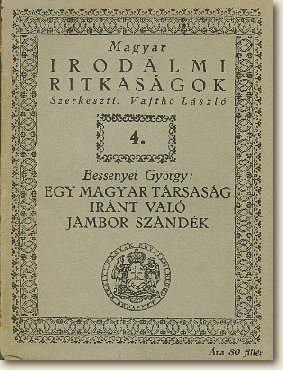 Magyar
IRODALMI
RITKASÁGOK
Szerkeszti: Vajthó László
4.
Bessenyei György:
EGY MAGYAR TÁRSASÁG
IRÁNT VALÓ
JÁMBOR SZÁNDÉK
Ára 80 fillér